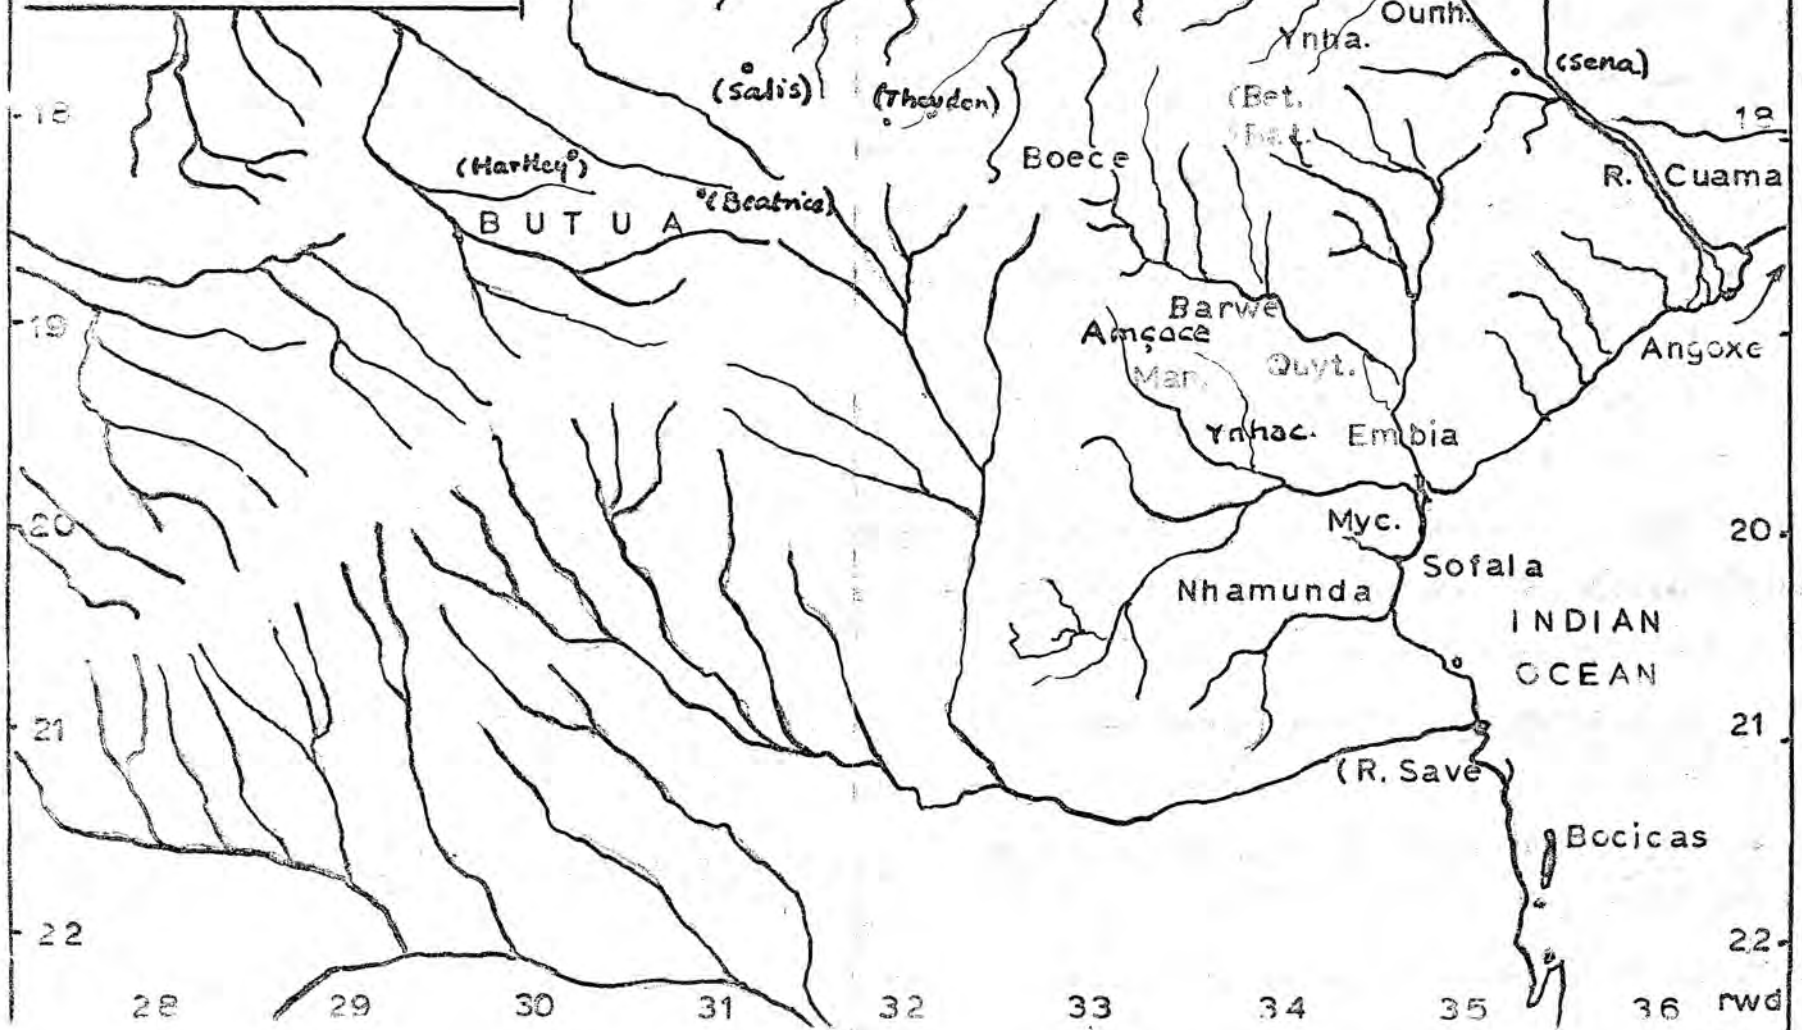 Ounh.
Ynha.
(Sena)
(Salis)
(Theydon)
(Bet.
18
18
Boece
(Hartley)
R. Cuama
(Beatrice)
BUTUA
Barwe
19
Amçoce
Angoxe
Quyt.
Man.
Ynhac.
Embia
20
Myc.
20
Sofala
Nhamunda
INDIAN
OCEAN
21
21
(R. Save
Bocicas
22
22
28 29 30 31 32 33 34 35 36 rwd